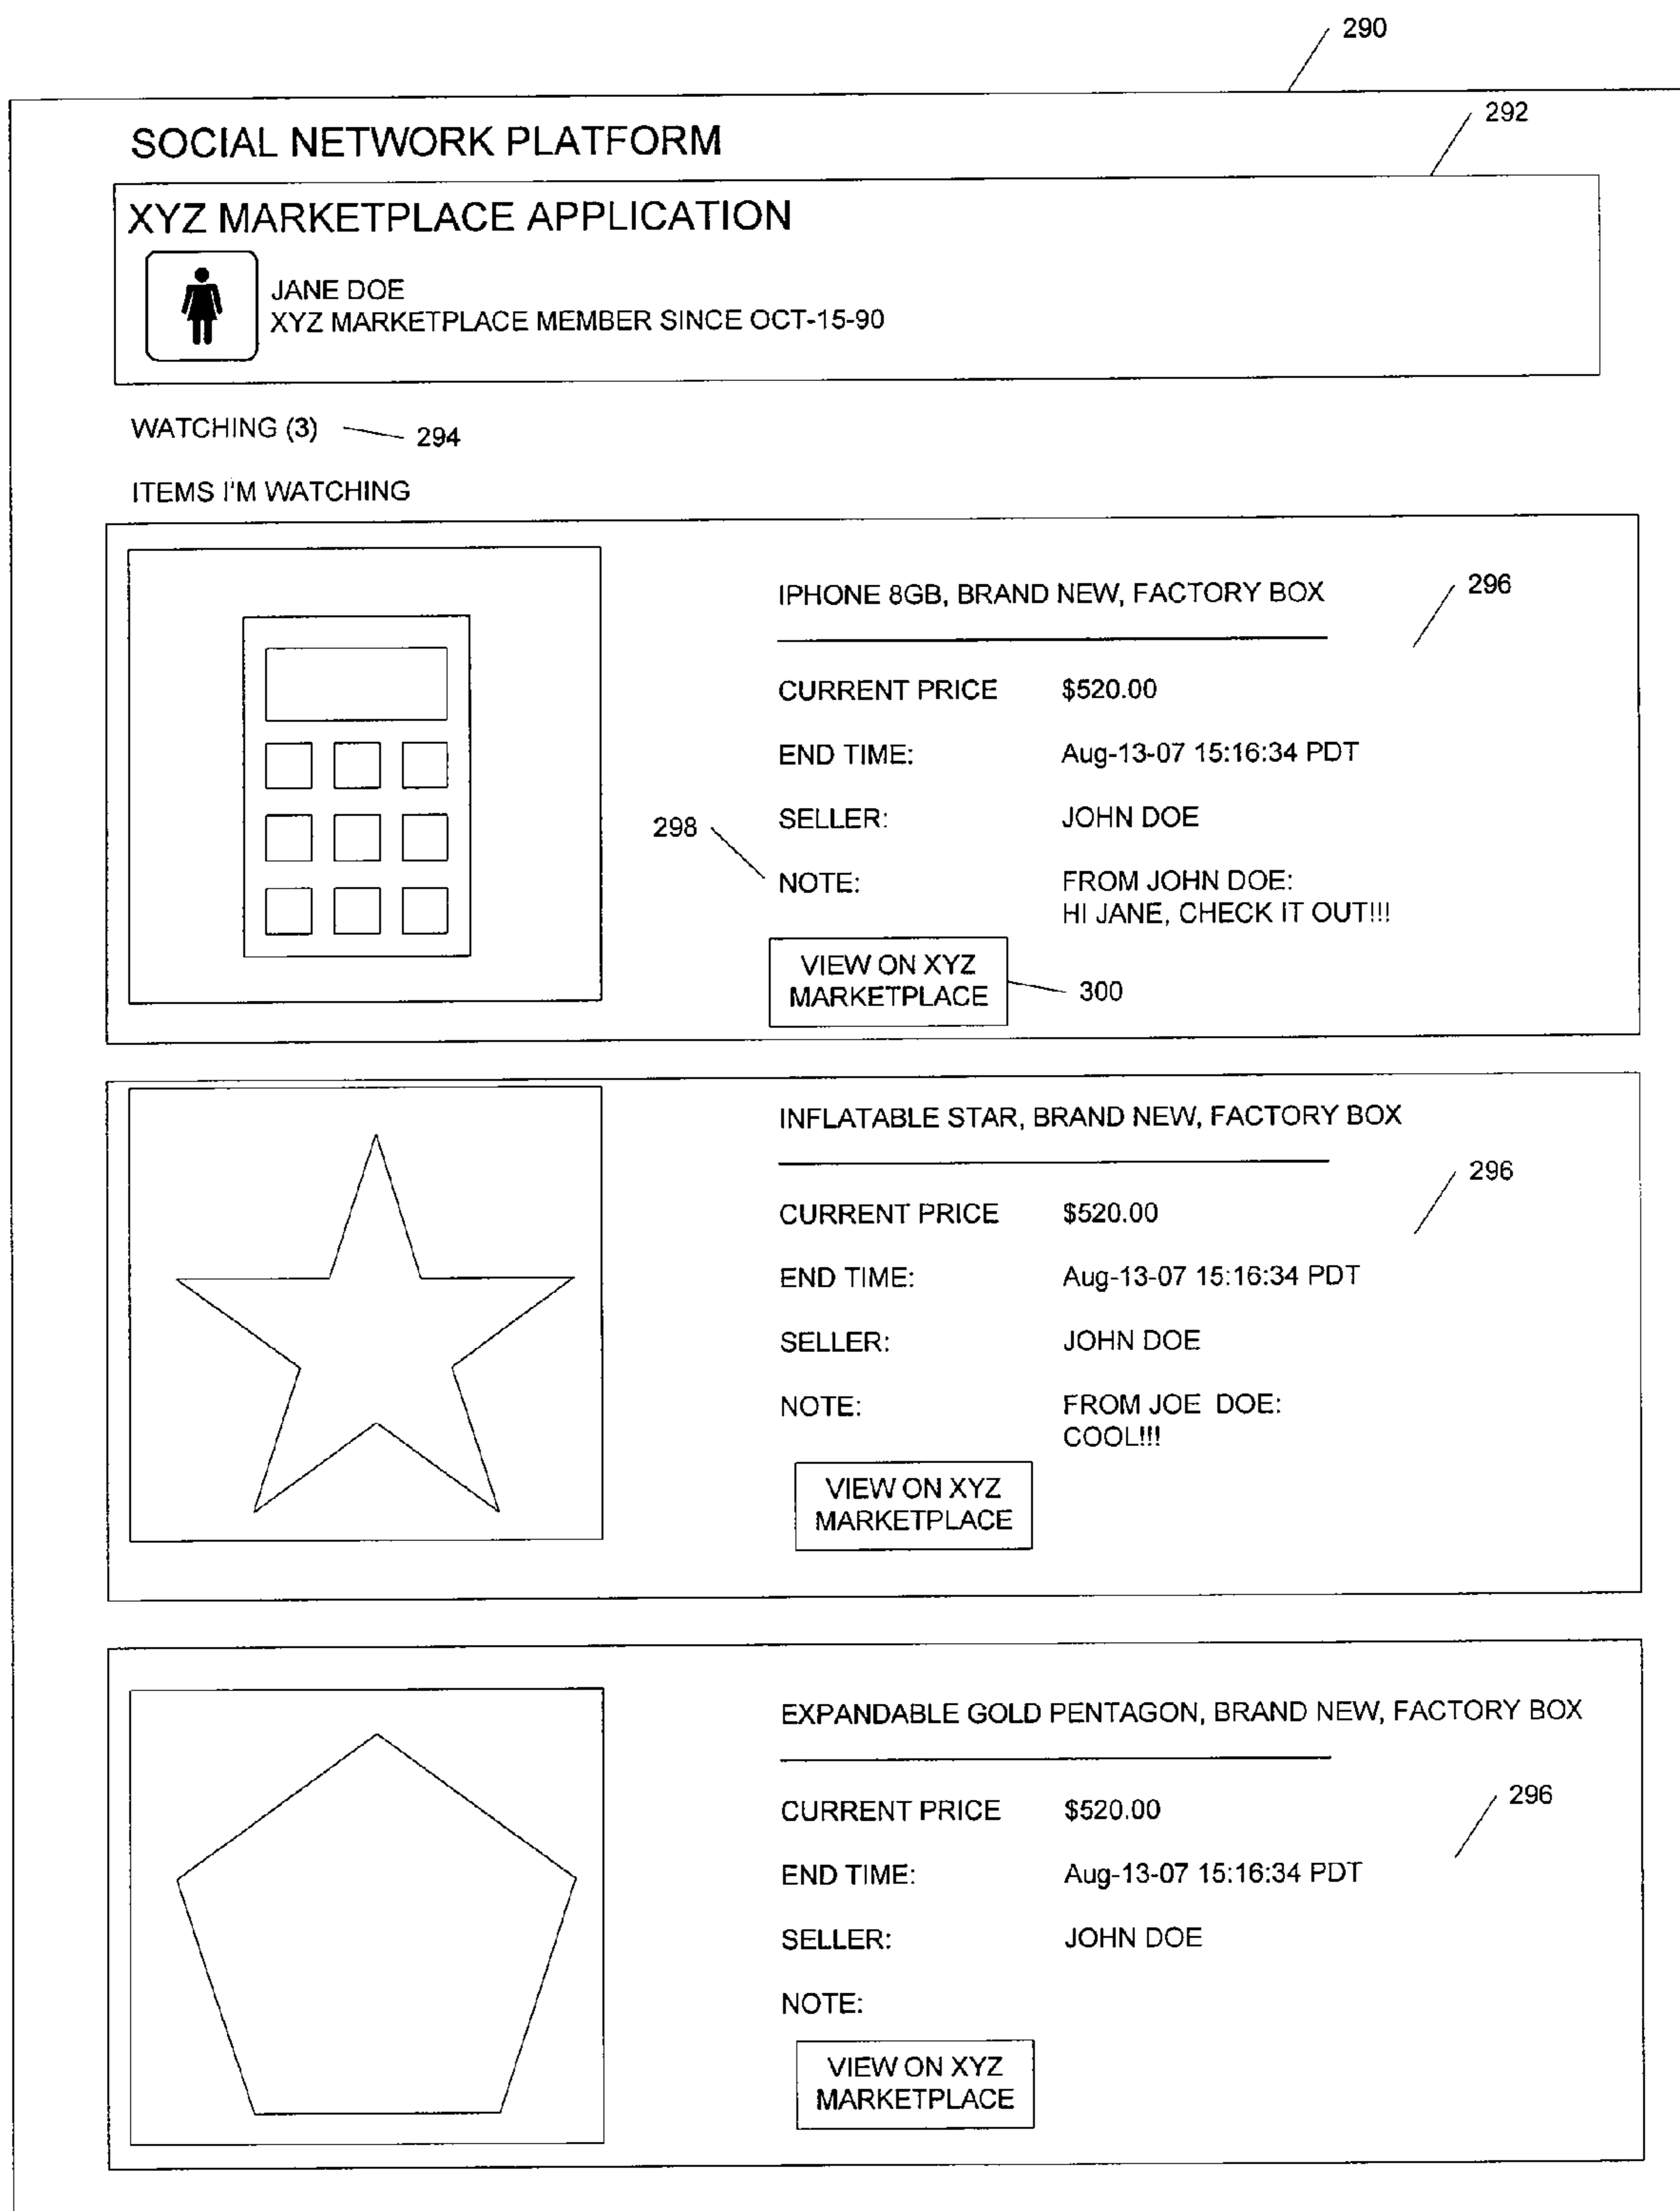 290
292
SOCIAL NETWORK PLATFORM
XYZ MARKETPLACE APPLICATION
JANE DOE
XYZ MARKETPLACE MEMBER SINCE OCT-15-90
WATCHING (3) 294
ITEMS I'M WATCHING
IPHONE 8GB, BRAND NEW, FACTORY BOX 296
CURRENT PRICE $520.00
END TIME: Aug-13-07 15:16:34 PDT
SELLER: JOHN DOE
298
NOTE: FROM JOHN DOE:
HI JANE, CHECK IT OUT!!!
VIEW ON XYZ
MARKETPLACE 300
INFLATABLE STAR, BRAND NEW, FACTORY BOX
296
CURRENT PRICE $520.00
END TIME: Aug-13-07 15:16:34 PDT
SELLER: JOHN DOE
NOTE: FROM JOE DOE:
COOL!!!
VIEW ON XYZ
MARKETPLACE
EXPANDABLE GOLD PENTAGON, BRAND NEW, FACTORY BOX
296
CURRENT PRICE $520.00
END TIME: Aug-13-07 15:16:34 PDT
SELLER: JOHN DOE
NOTE:
VIEW ON XYZ
MARKETPLACE